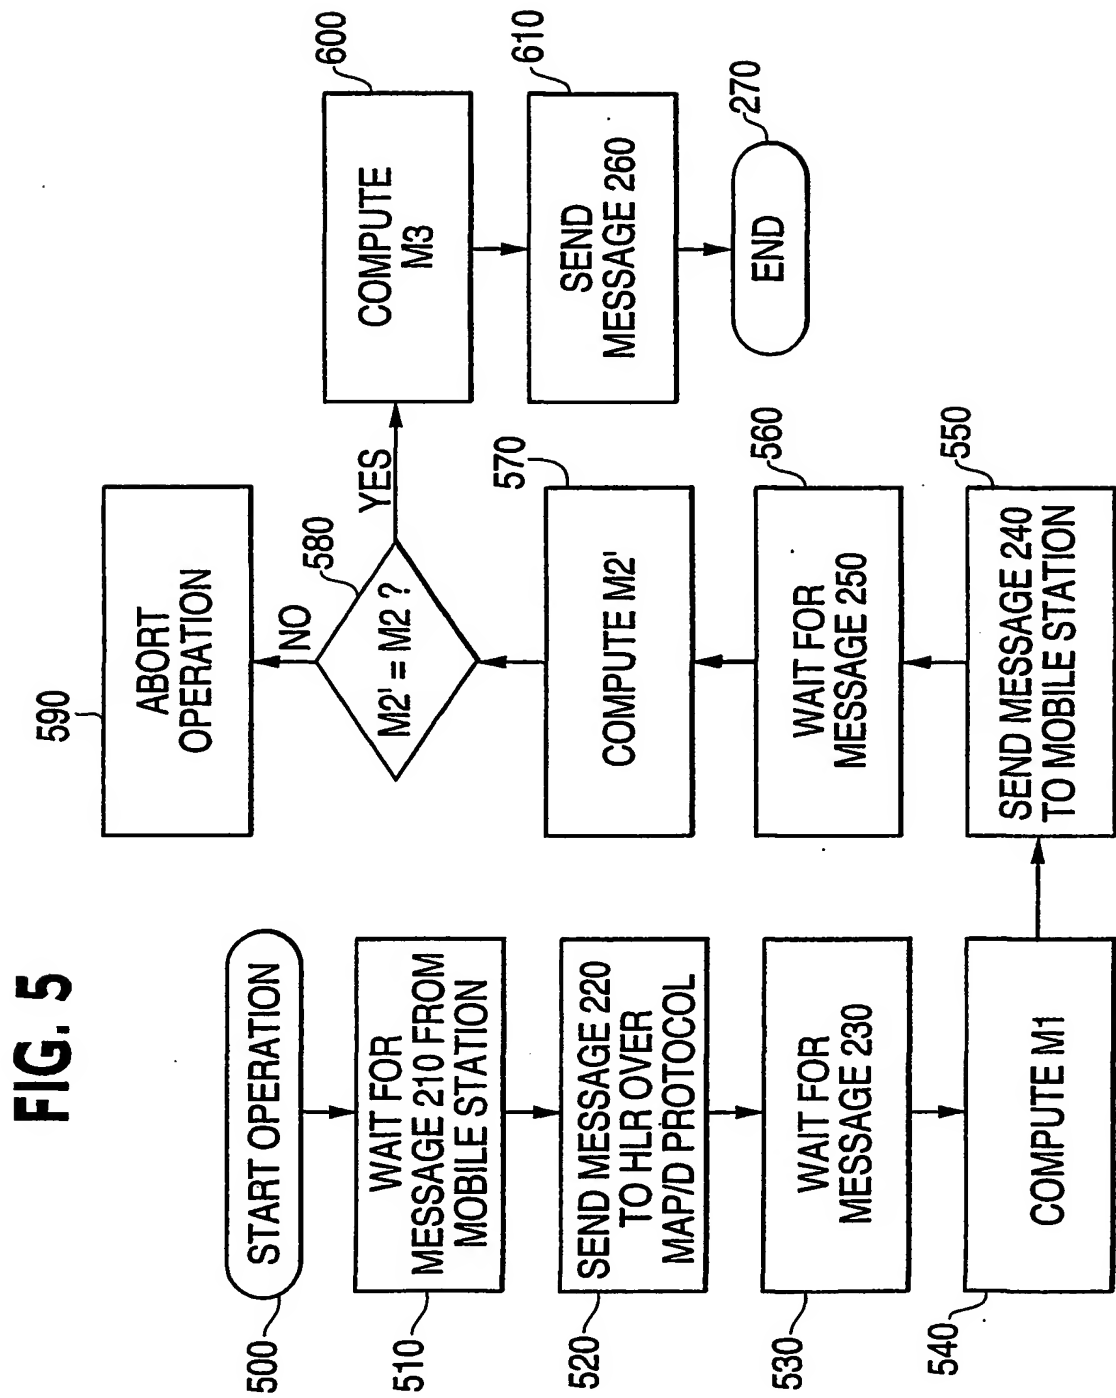 FIG. 5
500
START OPERATION
510
WAIT FOR
MESSAGE 210 FROM
MOBILE STATION
520
SEND MESSAGE 220
TO HLR OVER
MAP/D PROTOCOL
530
WAIT FOR
MESSAGE 230
540
COMPUTE M1
550
SEND MESSAGE 240
TO MOBILE STATION
560
WAIT FOR
MESSAGE 250
570
COMPUTE M2'
580
M2' = M2 ?
NO
YES
590
ABORT
OPERATION
600
COMPUTE
M3
610
SEND
MESSAGE 260
270
END